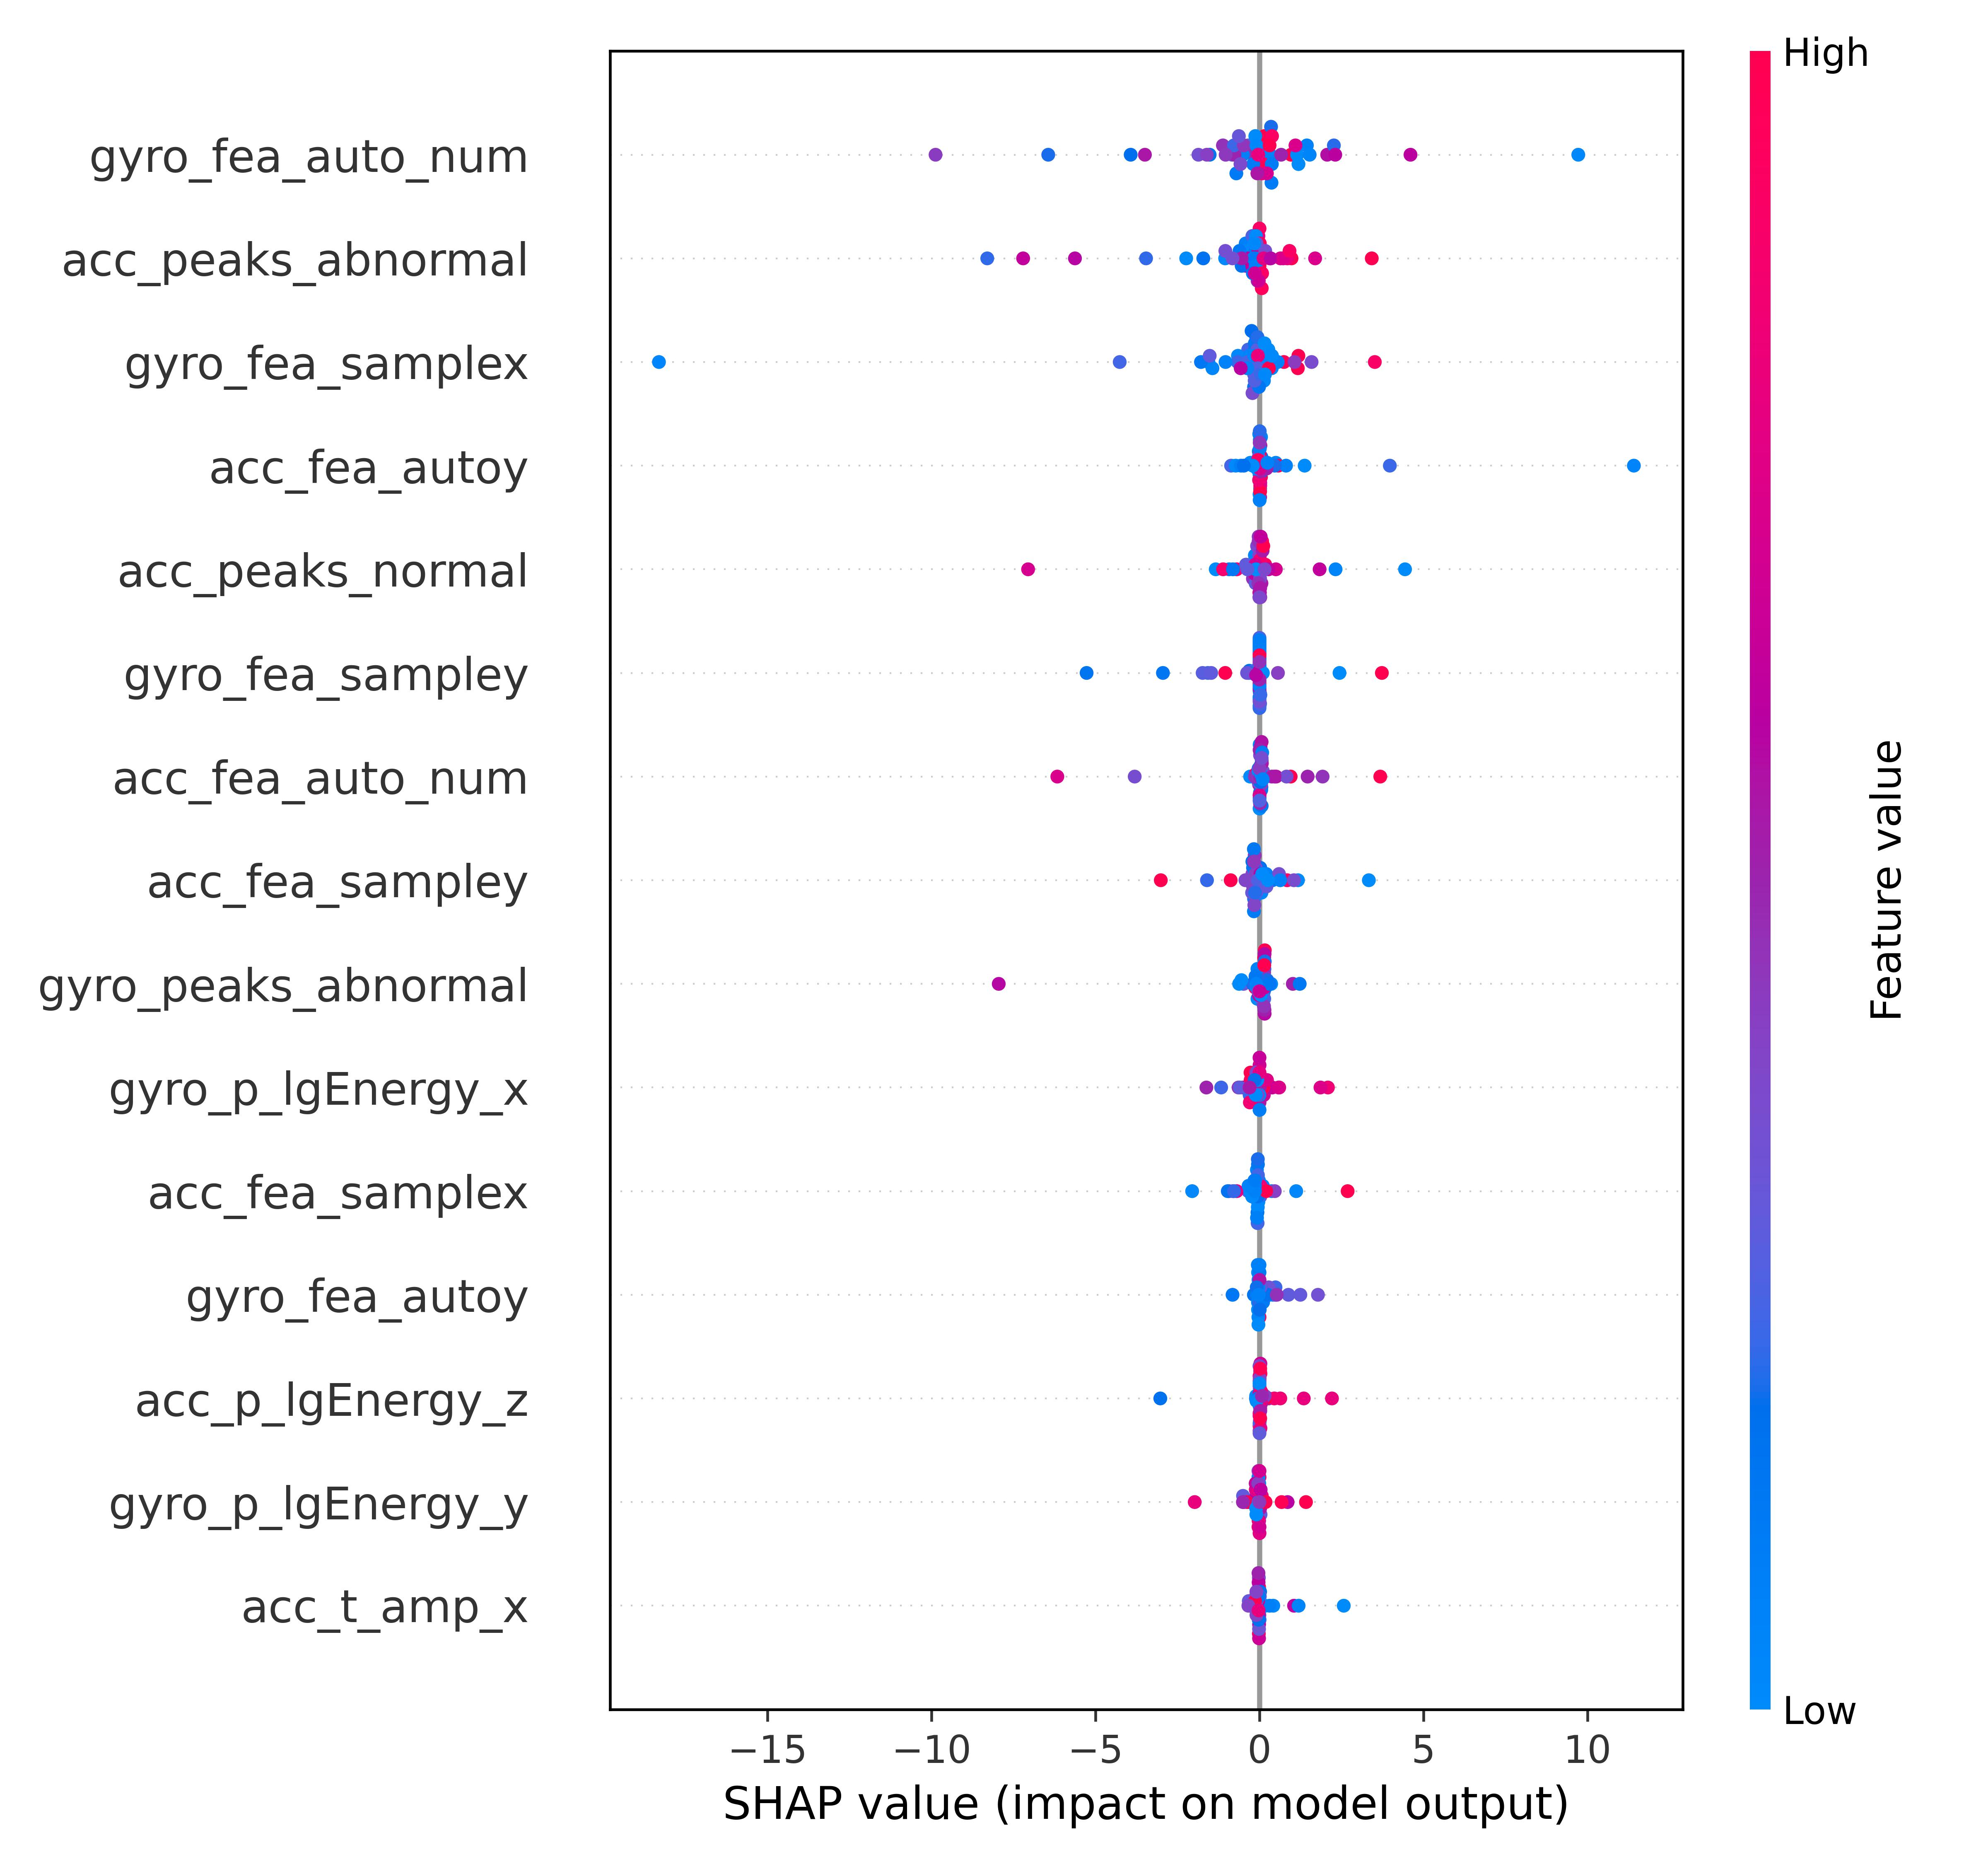 High
gyro_fea_auto_num
acc_peaks_abnormal
gyro_fea_samplex
acc_fea_autoy
acc_peaks_normal
gyro_fea_sampley
acc_fea_auto_num
acc_fea_sampley
gyro_peaks_abnormal
gyro_p_lgEnergy_x
acc_fea_samplex
gyro_fea_autoy
acc_p_lgEnergy_z
gyro_p_lgEnergy_y
acc_t_amp_x
Feature value
Low
−15 −10 −5 0 5 10
SHAP value (impact on model output)